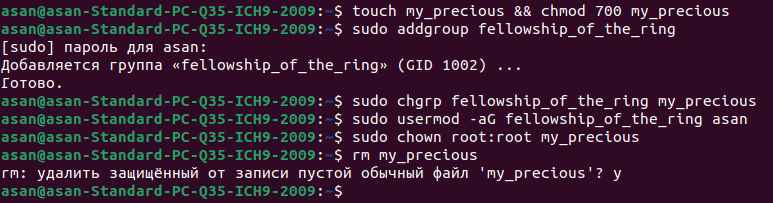 asan@asan-Standard-PC-Q35-ICH9-2009:~$ touch my_precious && chmod 700 my_precious
asan@asan-Standard-PC-Q35-ICH9-2009:~$ sudo addgroup fellowship_of_the_ring
[sudo] пароль для asan:
Добавляется группа «fellowship_of_the_ring» (GID 1002) ...
Готово.
asan@asan-Standard-PC-Q35-ICH9-2009:~$ sudo chgrp fellowship_of_the_ring my_precious
asan@asan-Standard-PC-Q35-ICH9-2009:~$ sudo usermod -aG fellowship_of_the_ring asan
asan@asan-Standard-PC-Q35-ICH9-2009:~$ sudo chown root:root my_precious
asan@asan-Standard-PC-Q35-ICH9-2009:~$ rm my_precious
rm: удалить защищённый от записи пустой обычный файл 'my_precious'? y
asan@asan-Standard-PC-Q35-ICH9-2009:~$